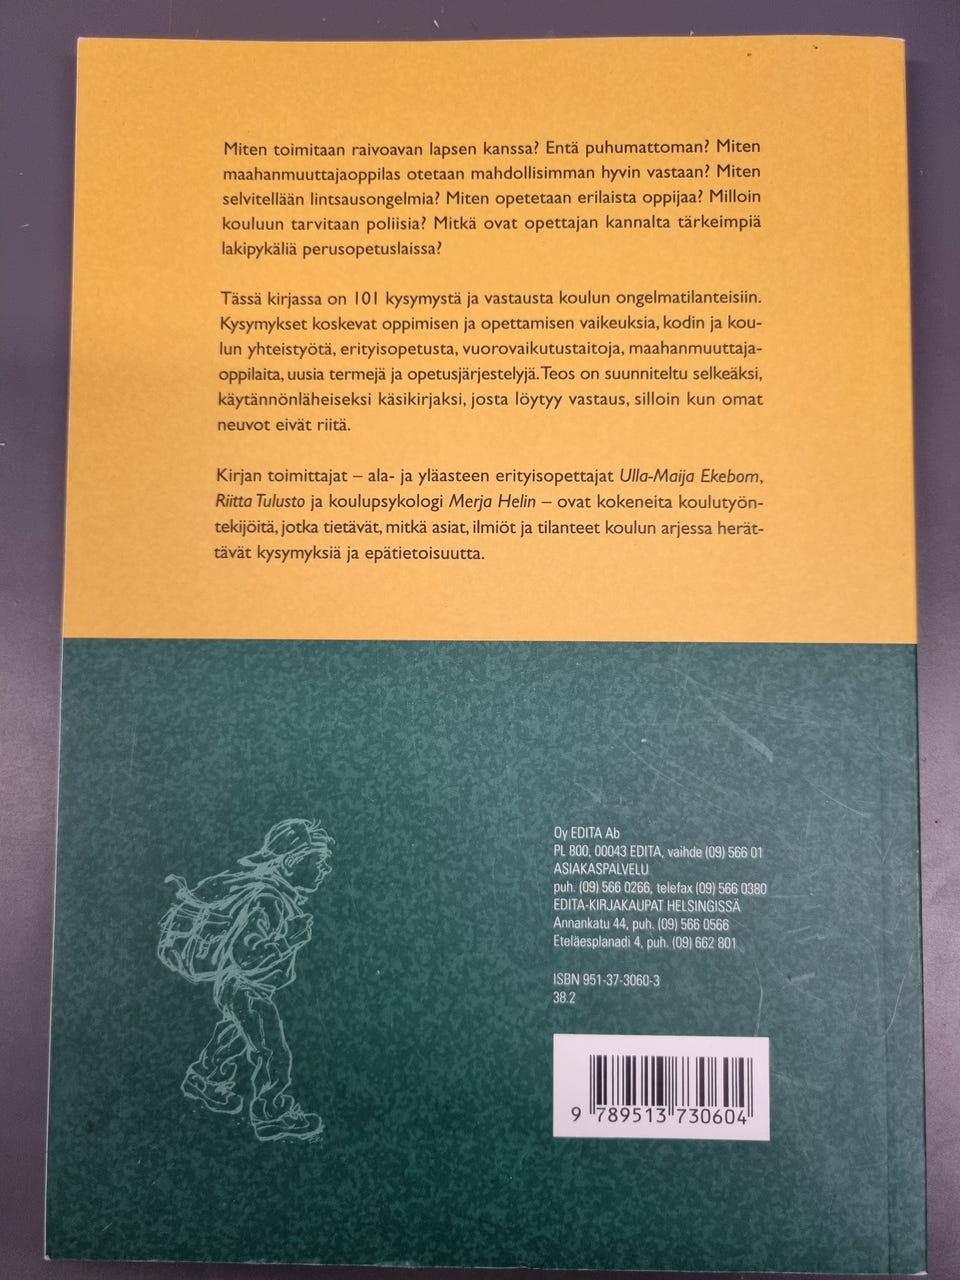 Miten toimitaan raivoavan lapsen kanssa? Entä puhumattoman? Miten
maahanmuuttajaoppilas otetaan mahdollisimman hyvin vastaan? Miten
selvitellään lintsausongelmia? Miten opetetaan erilaista oppijaa? Milloin
kouluun tarvitaan poliisia? Mitkä ovat opettajan kannalta tärkeimpiä
lakipykäliä perusopetuslaissa?
Tässä kirjassa on 101 kysymystä ja vastausta koulun ongelmatilanteisiin.
Kysymykset koskevat oppimisen ja opettamisen vaikeuksia, kodin ja kou-
lun yhteistyötä, erityisopetusta, vuorovaikutustaitoja, maahanmuuttaja-
oppilaita, uusia termejä ja opetusjärjestelyjä. Teos on suunniteltu selkeäksi,
käytännönläheiseksi käsikirjaksi, josta löytyy vastaus, silloin kun omat
neuvot eivät riitä.
Kirjan toimittajat – ala- ja yläasteen erityisopettajat Ulla-Maija Ekebom,
Riitta Tulusto ja koulupsykologi Merja Helin – ovat kokeneita koulutyön-
tekijöitä, jotka tietävät, mitkä asiat, ilmiöt ja tilanteet koulun arjessa herät-
tävät kysymyksiä ja epätietoisuutta.
Oy EDITA Ab
PL 800, 00043 EDITA, vaihde (09) 566 01
ASIAKASPALVELU
puh. (09) 566 0266, telefax (09) 566 0380
EDITA-KIRJAKAUPAT HELSINGISSÄ
Annankatu 44, puh. (09) 566 0566
Eteläesplanadi 4, puh. (09) 662 801
ISBN 951-37-3060-3
38.2
9 789513 730604